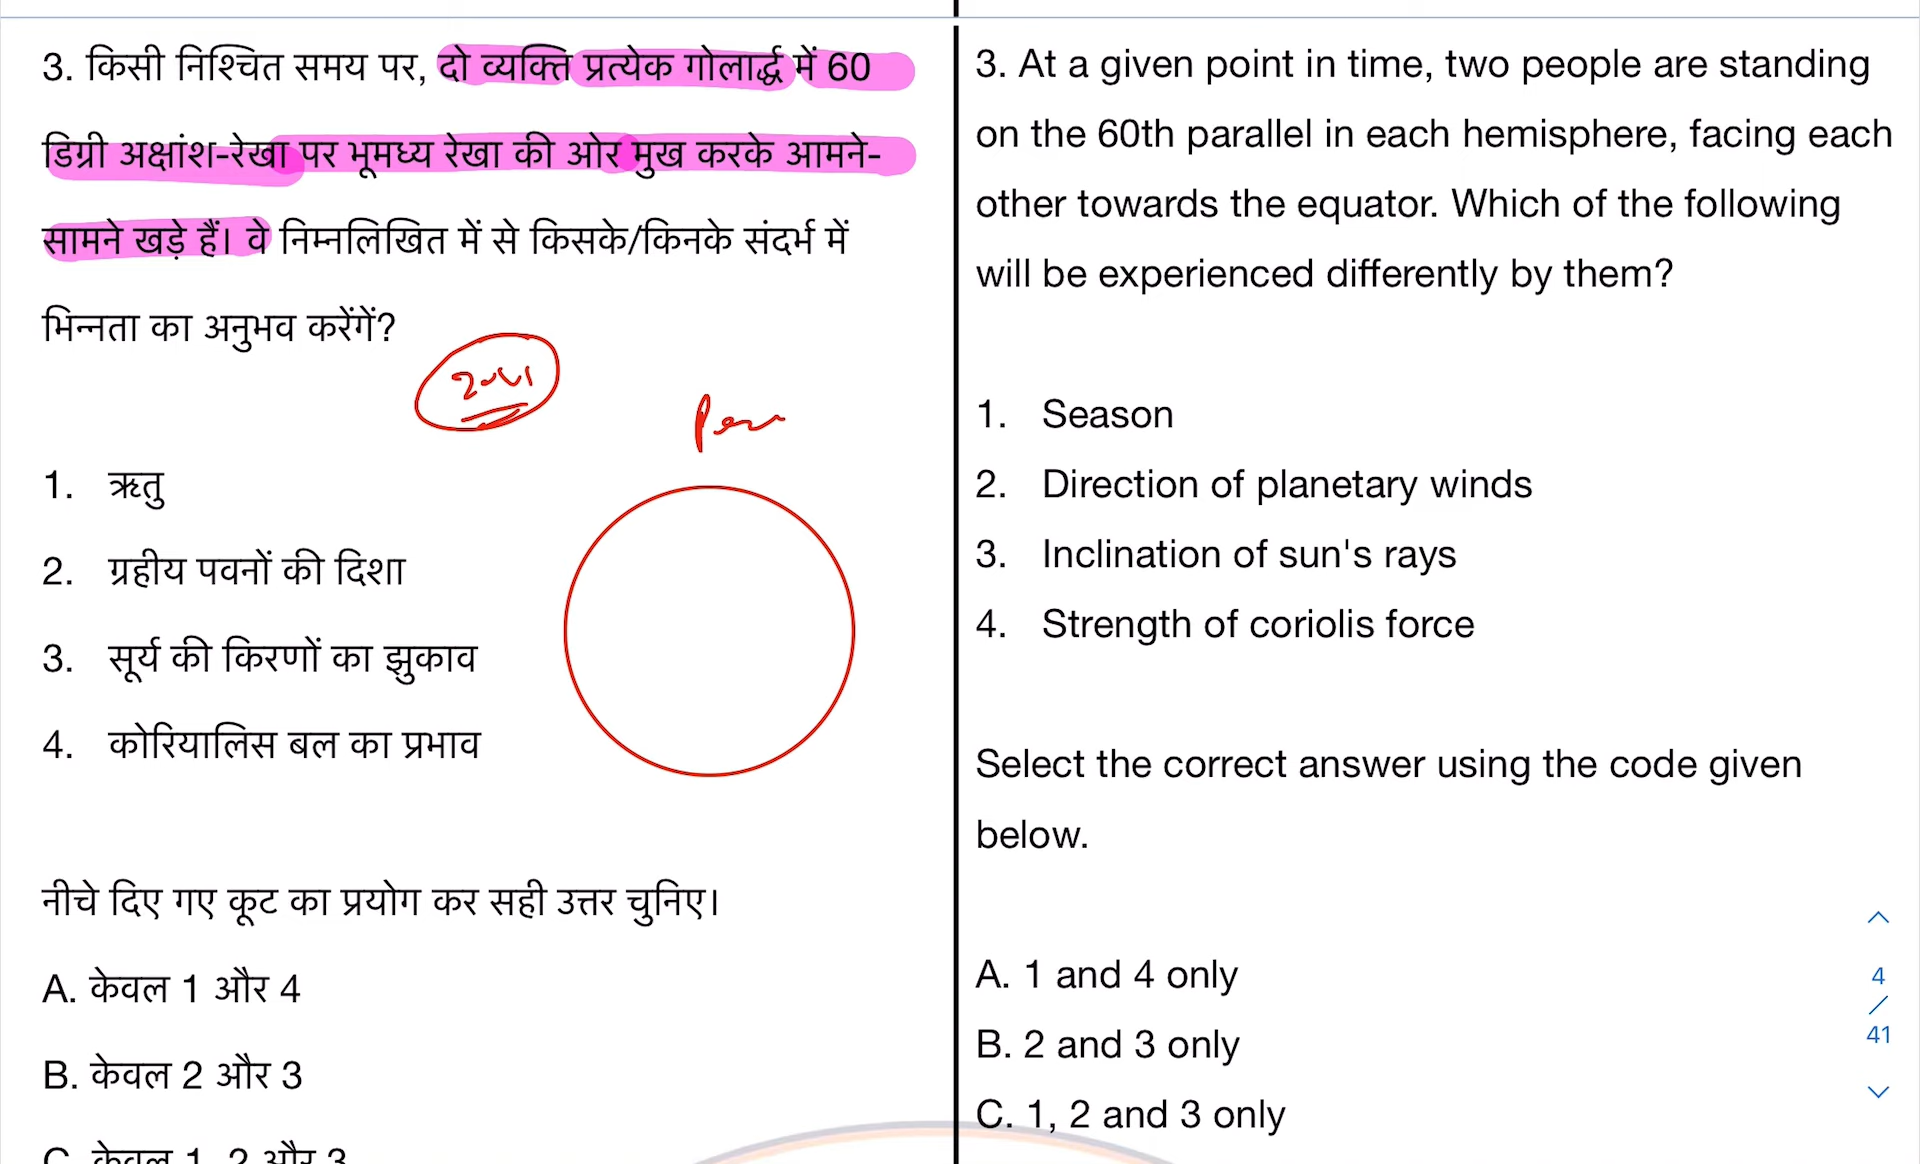 3. किसी निश्चित समय पर, दो व्यक्ति प्रत्येक गोलार्द्ध में 60
डिग्री अक्षांश-रेखा पर भूमध्य रेखा की ओर मुख करके आमने-
सामने खड़े हैं। वे निम्नलिखित में से किसके/किनके संदर्भ में
भिन्नता का अनुभव करेंगें?
1. ऋतु
2. ग्रहीय पवनों की दिशा
3. सूर्य की किरणों का झुकाव
4. कोरियालिस बल का प्रभाव
नीचे दिए गए कूट का प्रयोग कर सही उत्तर चुनिए।
A. केवल 1 और 4
B. केवल 2 और 3
C. केवल 1, 2 और 3
3. At a given point in time, two people are standing
on the 60th parallel in each hemisphere, facing each
other towards the equator. Which of the following
will be experienced differently by them?
1. Season
2. Direction of planetary winds
3. Inclination of sun's rays
4. Strength of coriolis force
Select the correct answer using the code given
below.
A. 1 and 4 only
B. 2 and 3 only
C. 1, 2 and 3 only
4
/
41